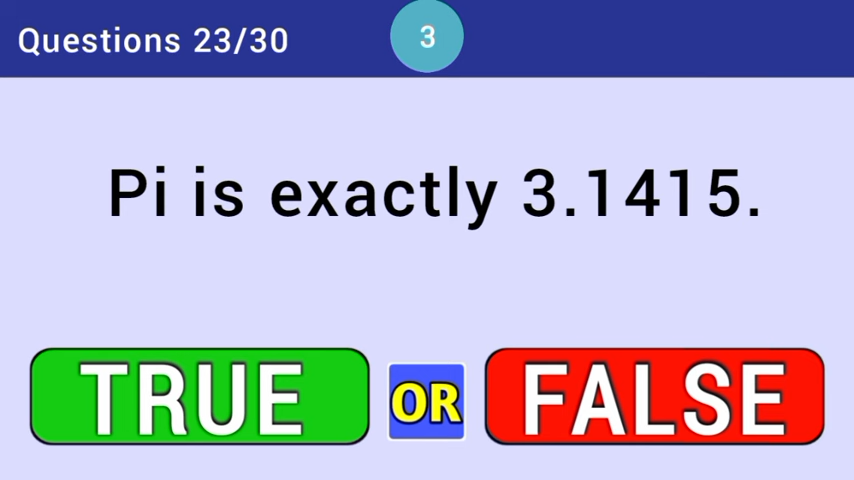 Questions 23/30
3
Pi is exactly 3.1415.
TRUE OR FALSE